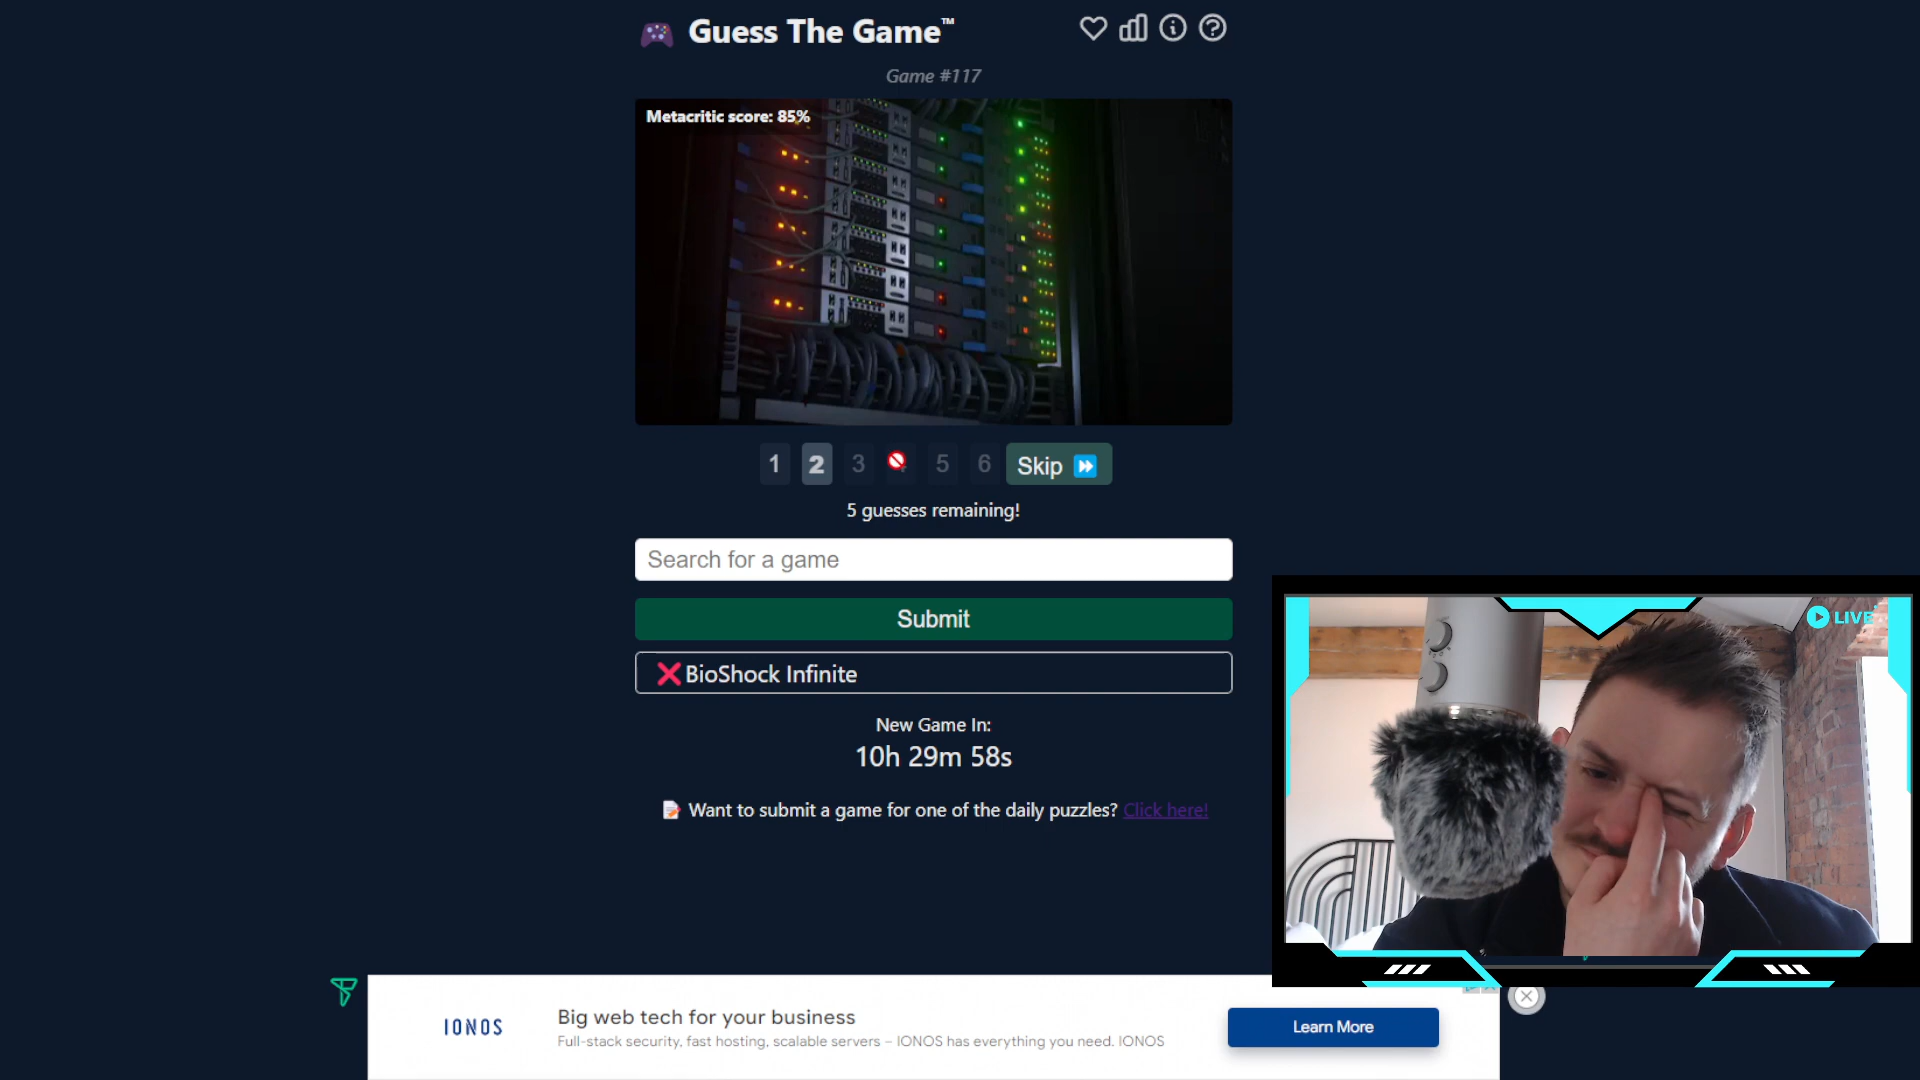 Guess The Game™
Game #117
Metacritic score: 85%
1 2 3 5 6 Skip
5 guesses remaining!
Search for a game
Submit
BioShock Infinite
New Game In:
10h 29m 58s
Want to submit a game for one of the daily puzzles? Click here!
LIVE
IONOS
Big web tech for your business
Full-stack security, fast hosting, scalable servers – IONOS has everything you need. IONOS
Learn More